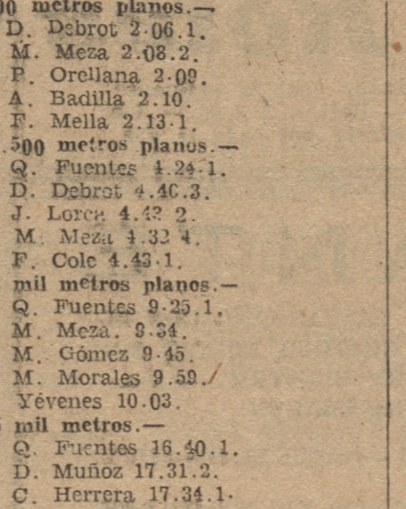 00 metros planos.—
D. Debrot 2.06.1.
M. Meza 2.08.2.
P. Orellana 2.09.
A. Badilla 2.10.
F. Mella 2.13.1.
.500 metros planos.—
Q. Fuentes 4.24.1.
D. Debrot 4.40.3.
J. Lorca 4.42 2.
M. Meza 4.32 4.
F. Cole 4.43.1.
mil metros planos.—
Q. Fuentes 9.25.1.
M. Meza. 9.34.
M. Gómez 9.45.
M. Morales 9.59.
Yévenes 10.03.
mil metros.—
Q. Fuentes 16.40.1.
D. Muñoz 17.31.2.
C. Herrera 17.34.1.